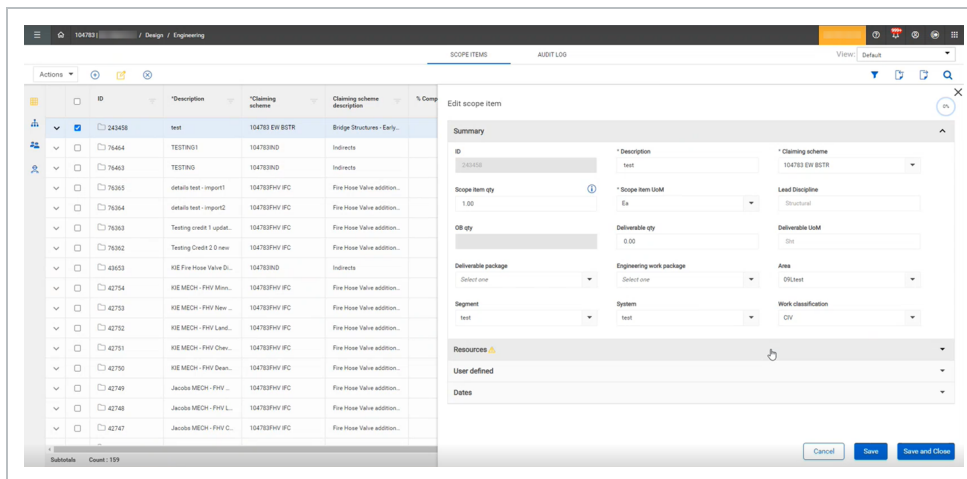 104783 | / Design / Engineering
999+
SCOPE ITEMS AUDIT LOG View: Default
Actions
ID *Description *Claiming scheme Claiming scheme description % Comp
243458 test 104783 EW BSTR Bridge Structures - Early...
76464 TESTING1 104783IND Indirects
76463 TESTING 104783IND Indirects
76365 details test - import1 104783FHV IFC Fire Hose Valve addition...
76364 details test - import2 104783FHV IFC Fire Hose Valve addition...
76363 Testing credit 1 updat... 104783FHV IFC Fire Hose Valve addition...
76362 Testing Credit 2 0 new 104783FHV IFC Fire Hose Valve addition...
43653 KIE Fire Hose Valve Di... 104783IND Indirects
42754 KIE MECH - FHV Minn... 104783FHV IFC Fire Hose Valve addition...
42753 KIE MECH - FHV New ... 104783FHV IFC Fire Hose Valve addition...
42752 KIE MECH - FHV Land... 104783FHV IFC Fire Hose Valve addition...
42751 KIE MECH - FHV Chev... 104783FHV IFC Fire Hose Valve addition...
42750 KIE MECH - FHV Dean... 104783FHV IFC Fire Hose Valve addition...
42749 Jacobs MECH - FHV ... 104783FHV IFC Fire Hose Valve addition...
42748 Jacobs MECH - FHV L... 104783FHV IFC Fire Hose Valve addition...
42747 Jacobs MECH - FHV C... 104783FHV IFC Fire Hose Valve addition...
Subtotals Count : 159
Edit scope item
0%
Summary
ID *Description *Claiming scheme
243458 test 104783 EW BSTR
Scope item qty *Scope item UoM Lead Discipline
1.00 Ea Structural
OB qty Deliverable qty Deliverable UoM
0.00 Sht
Deliverable package Engineering work package Area
Select one Select one 09Ltest
Segment System Work classification
test test CIV
Resources
User defined
Dates
Cancel Save Save and Close